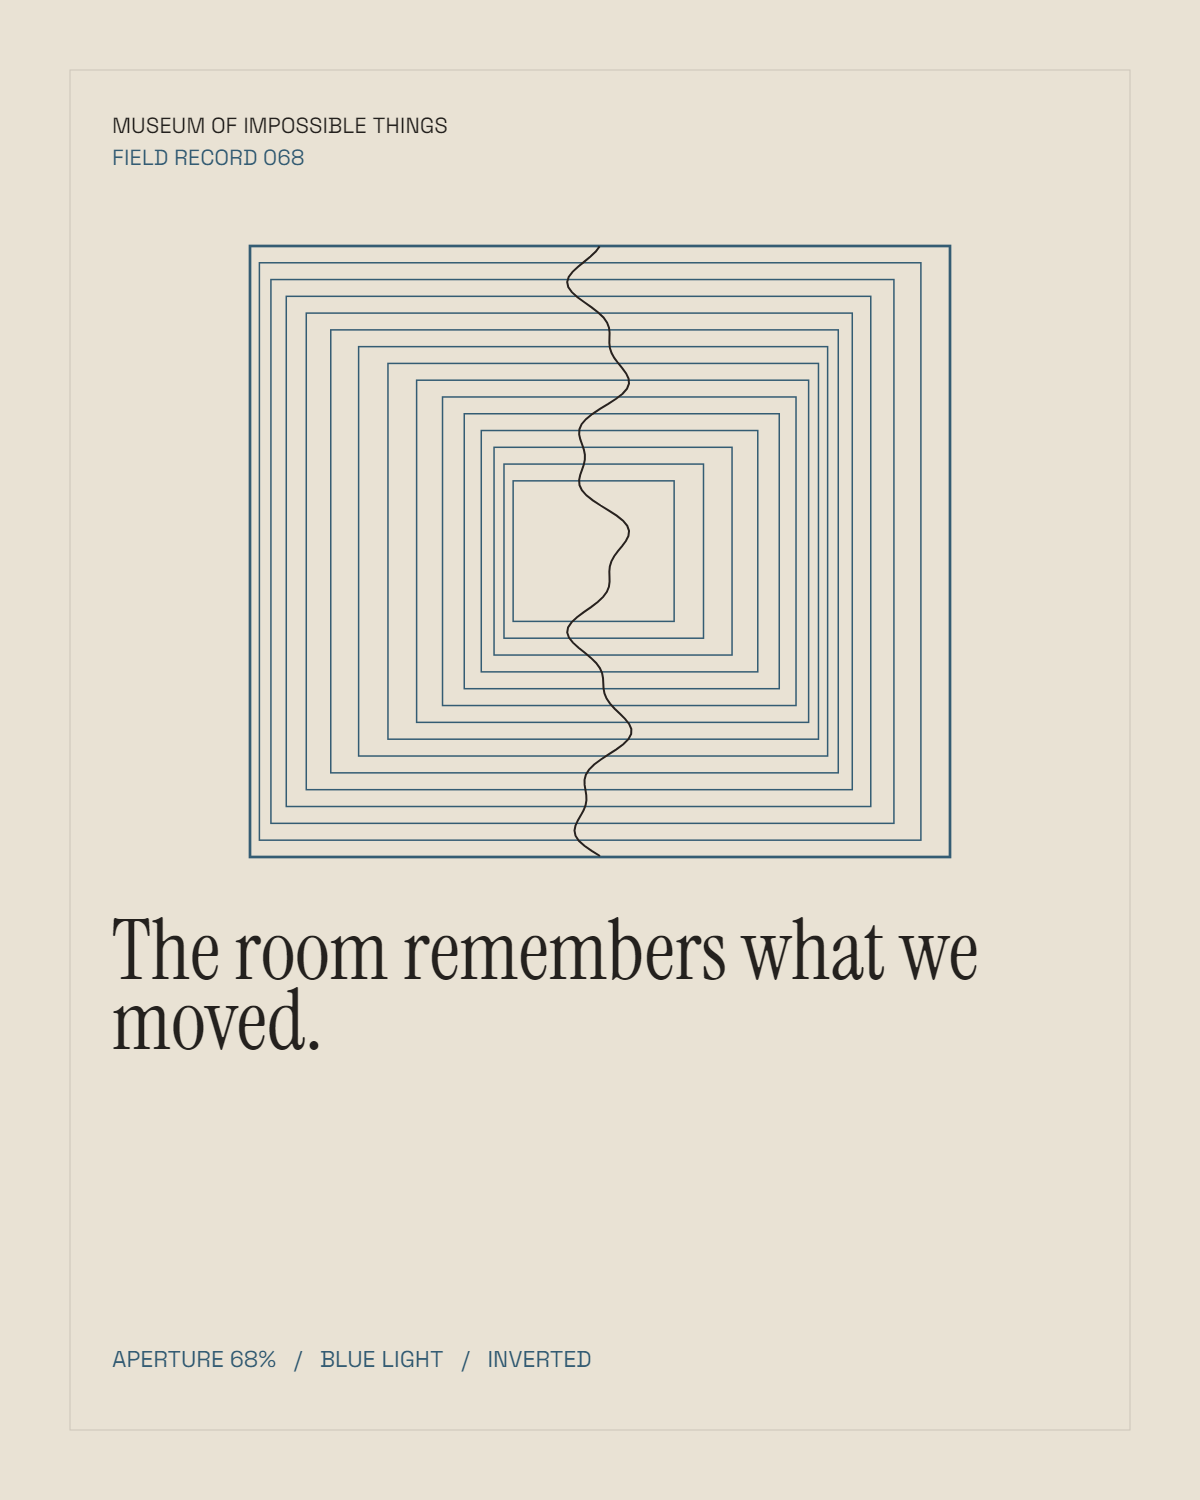 MUSEUM OF IMPOSSIBLE THINGS
FIELD RECORD 068
The room remembers what we
moved.
APERTURE 68% / BLUE LIGHT / INVERTED